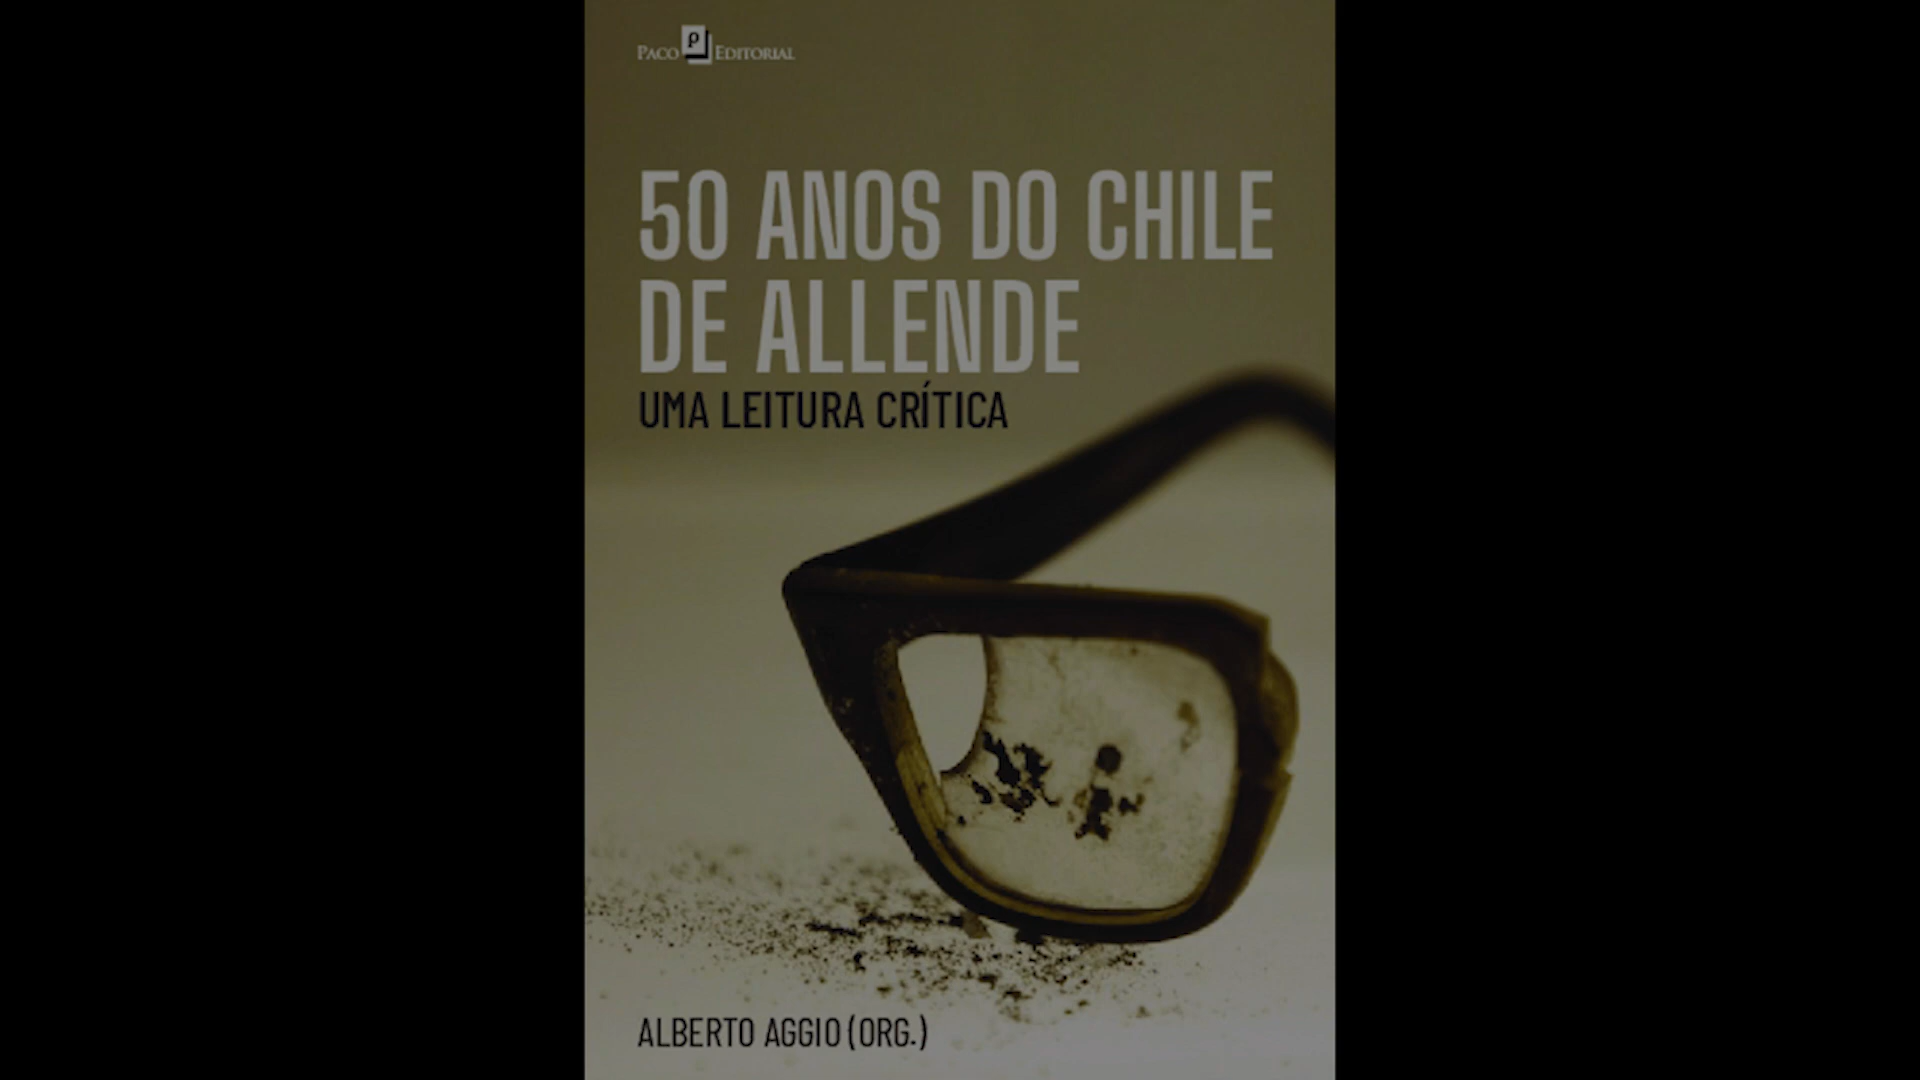 PACO P EDITORIAL
50 ANOS DO CHILE
DE ALLENDE
UMA LEITURA CRÍTICA
ALBERTO AGGIO (ORG.)